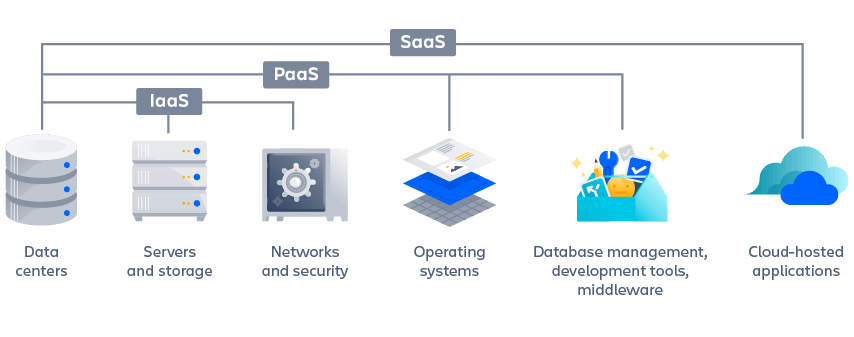 SaaS
PaaS
IaaS
Data
centers
Servers
and storage
Networks
and security
Operating
systems
Database management,
development tools,
middleware
Cloud-hosted
applications